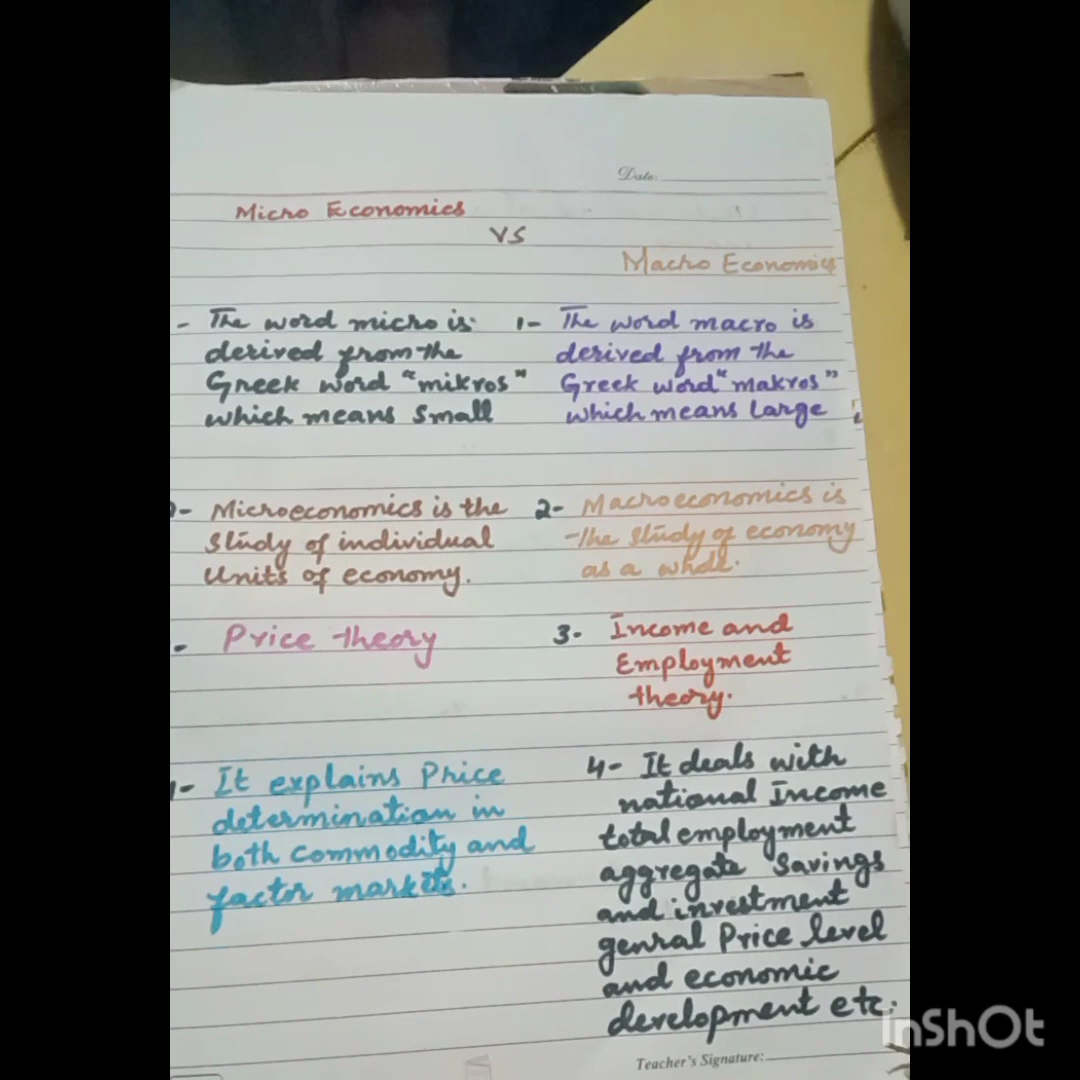 Date:
Micro Economics
VS
Macro Economics
- The word micro is
derived from the
Greek word "mikros"
which means Small
1- The word macro is
derived from the
Greek word "makros"
which means Large
- Microeconomics is the
Study of individual
Units of economy.
2- Macroeconomics is
the study of economy
as a whole.
- Price theory
3- Income and
Employment
theory.
- It explains Price
determination in
both commodity and
factor markets.
4- It deals with
national Income
total employment
aggregate Savings
and investment
genral Price level
and economic
development etc.
Teacher's Signature:
InShOt